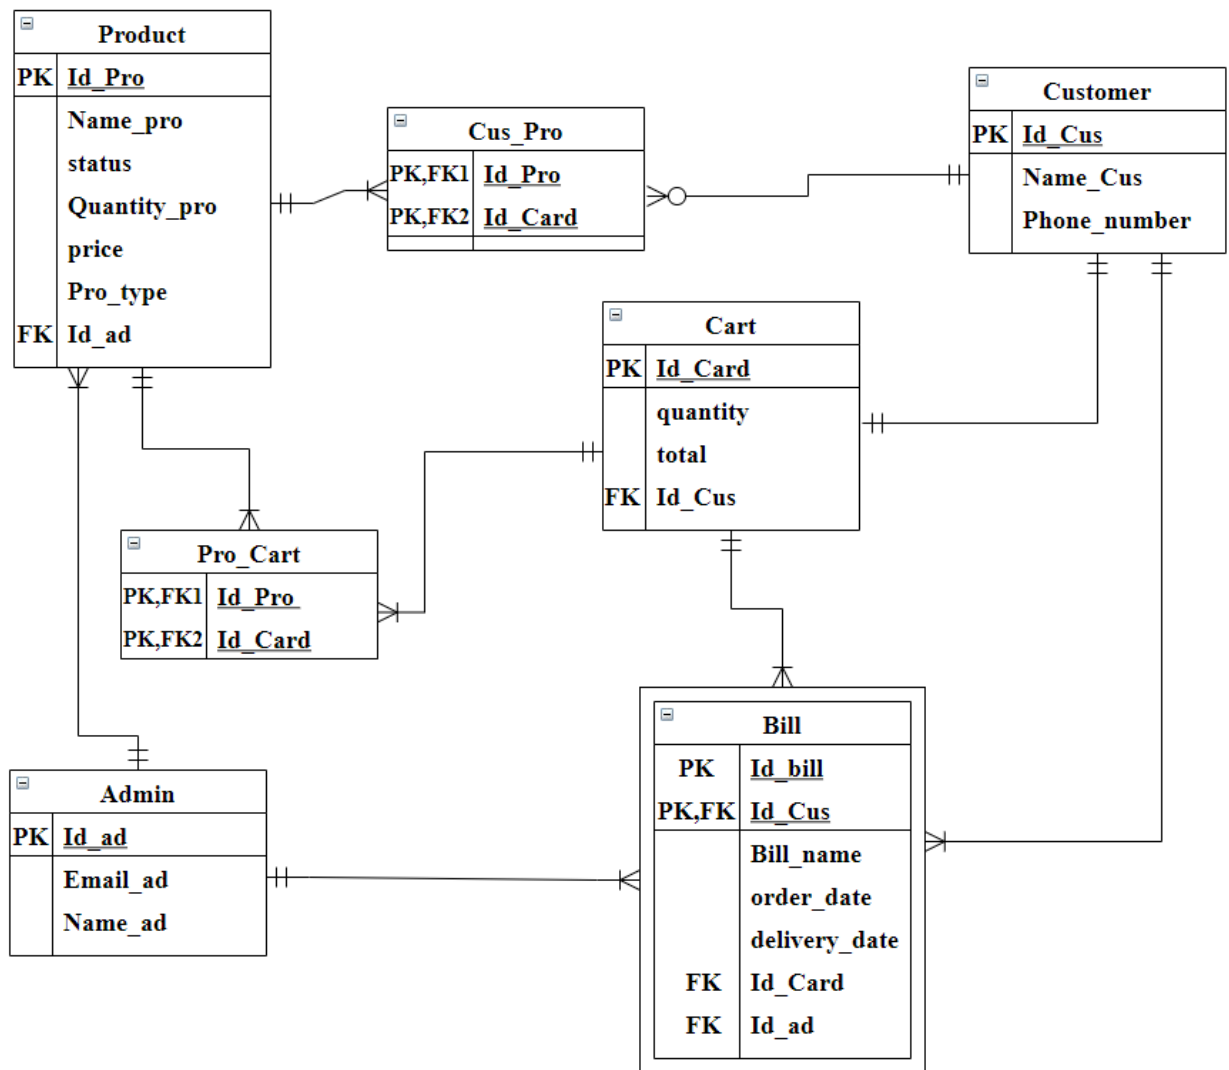 Product
PK Id_Pro
Name_pro
status
Quantity_pro
price
Pro_type
FK Id_ad
Cus_Pro
PK,FK1 Id_Pro
PK,FK2 Id_Card
Customer
PK Id_Cus
Name_Cus
Phone_number
Cart
PK Id_Card
quantity
total
FK Id_Cus
Pro_Cart
PK,FK1 Id_Pro
PK,FK2 Id_Card
Admin
PK Id_ad
Email_ad
Name_ad
Bill
PK Id_bill
PK,FK Id_Cus
Bill_name
order_date
delivery_date
FK Id_Card
FK Id_ad